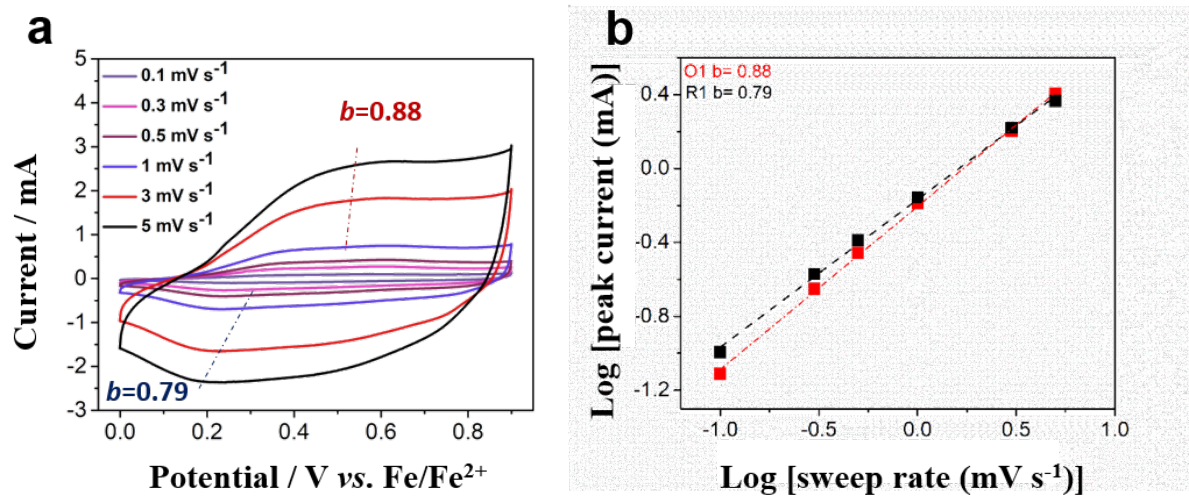 a
5
4
3
2
1
0
-1
-2
-3
0.1 mV s⁻¹
0.3 mV s⁻¹
0.5 mV s⁻¹
1 mV s⁻¹
3 mV s⁻¹
5 mV s⁻¹
b=0.88
b=0.79
Current / mA
0.0 0.2 0.4 0.6 0.8
Potential / V vs. Fe/Fe²⁺
b
O1 b= 0.88
R1 b= 0.79
0.4
0.0
-0.4
-0.8
-1.2
Log [peak current (mA)]
-1.0 -0.5 0.0 0.5 1.0
Log [sweep rate (mV s⁻¹)]